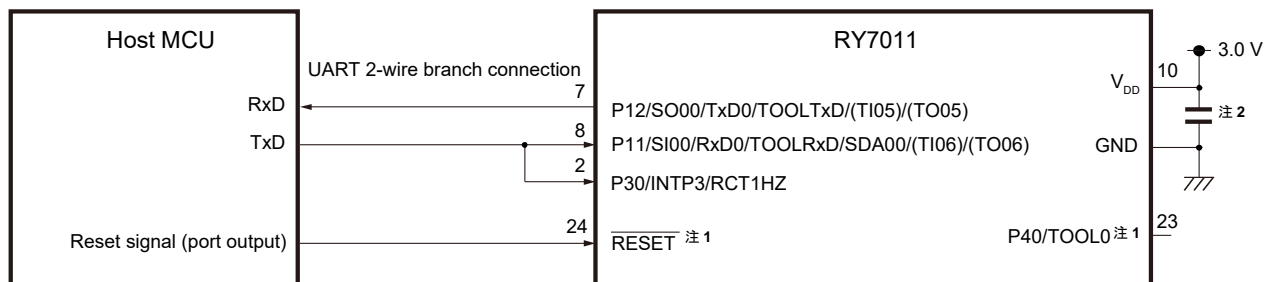 Host MCU
RY7011
3.0 V
UART 2-wire branch connection
10
VDD
7
RxD
P12/SO00/TxD0/TOOLTxD/(TI05)/(TO05)
注 2
8
TxD
P11/SI00/RxD0/TOOLRxD/SDA00/(TI06)/(TO06)
GND
2
P30/INTP3/RCT1HZ
24
23
Reset signal (port output)
RESET 注 1
P40/TOOL0 注 1